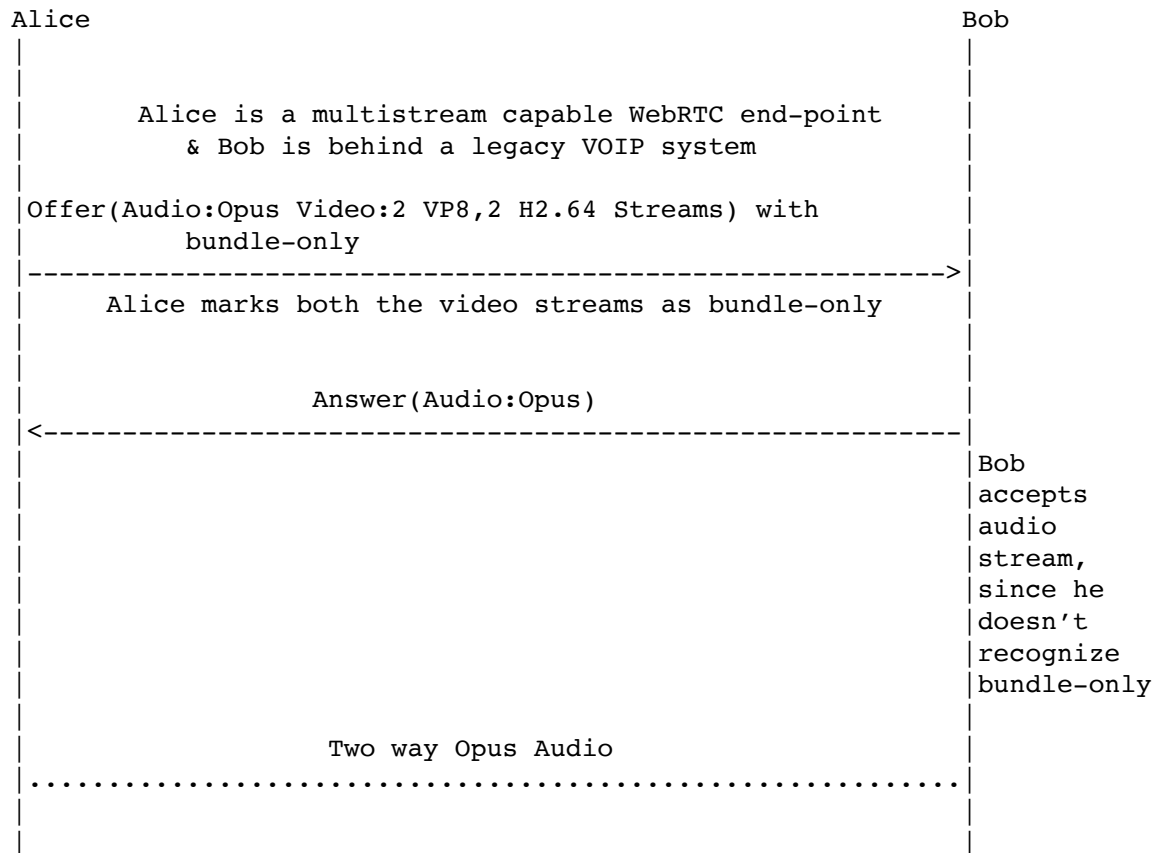 Alice Bob
Alice is a multistream capable WebRTC end-point
& Bob is behind a legacy VOIP system
Offer(Audio:Opus Video:2 VP8,2 H2.64 Streams) with
bundle-only
Alice marks both the video streams as bundle-only
Answer(Audio:Opus)
Bob
accepts
audio
stream,
since he
doesn't
recognize
bundle-only
Two way Opus Audio